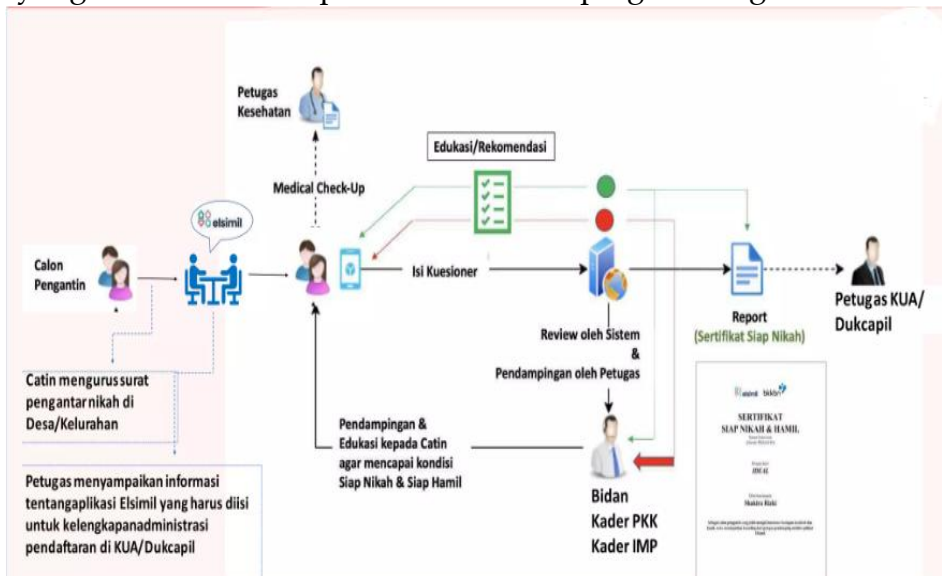 Petugas
Kesehatan
Edukasi/Rekomendasi
Medical Check-Up
elsimil
Calon
Pengantin
Isi Kuesioner
Petugas KUA/
Dukcapil
Report
(Sertifikat Siap Nikah)
Review oleh Sistem
&
Pendampingan oleh Petugas
Catin mengurus surat
pengantar nikah di
Desa/Kelurahan
Pendampingan &
Edukasi kepada Catin
agar mencapai kondisi
Siap Nikah & Siap Hamil
Petugas menyampaikan informasi
tentangaplikasi Elsimil yang harus diisi
untuk kelengkapanadministrasi
pendaftaran di KUA/Dukcapil
Bidan
Kader PKK
Kader IMP
elsimil bkkbn
SERTIFIKAT
SIAP NIKAH & HAMIL
IDEAL